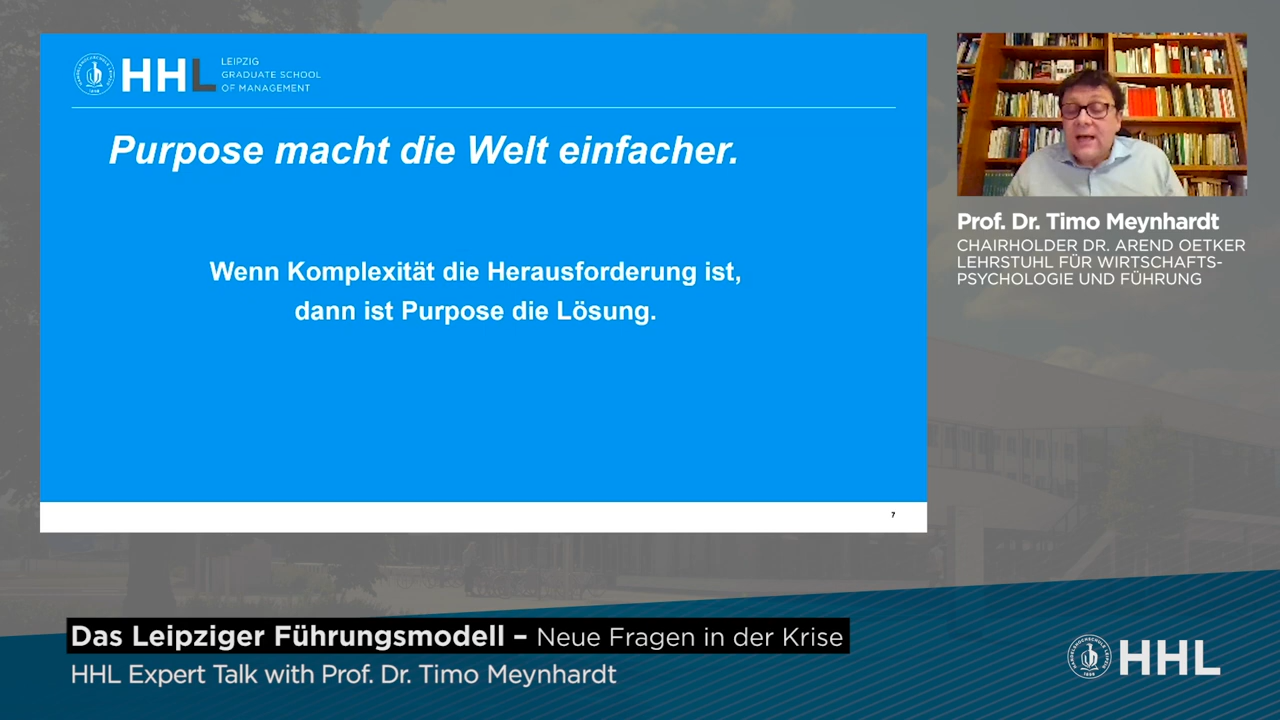 HHL
LEIPZIG
GRADUATE SCHOOL
OF MANAGEMENT
Purpose macht die Welt einfacher.
Wenn Komplexität die Herausforderung ist,
dann ist Purpose die Lösung.
7
Prof. Dr. Timo Meynhardt
CHAIRHOLDER DR. AREND OETKER
LEHRSTUHL FÜR WIRTSCHAFTS-
PSYCHOLOGIE UND FÜHRUNG
Das Leipziger Führungsmodell – Neue Fragen in der Krise
HHL Expert Talk with Prof. Dr. Timo Meynhardt
HHL